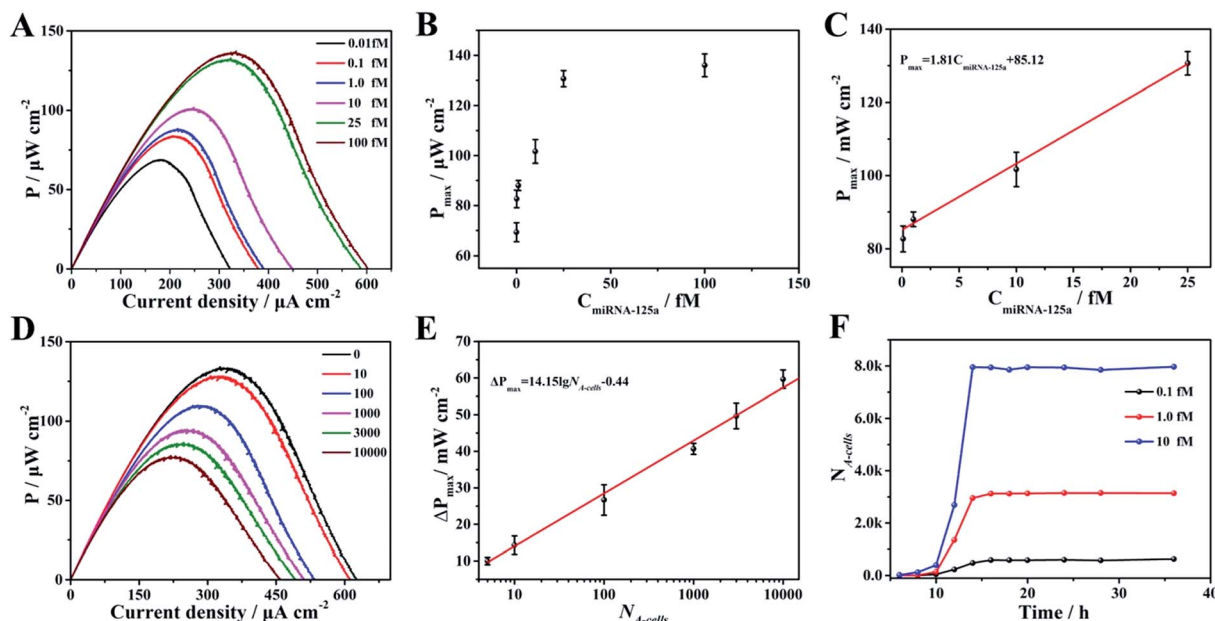 A
P / μW cm-2
150
100
50
0
0.01fM
0.1 fM
1.0 fM
10 fM
25 fM
100 fM
0 100 200 300 400 500 600
Current density / μA cm-2
B
Pmax / μW cm-2
140
120
100
80
60
0 50 100 150
CmiRNA-125a / fM
C
Pmax / mW cm-2
140
120
100
80
Pmax=1.81CmiRNA-125a+85.12
0 5 10 15 20 25
CmiRNA-125a / fM
D
P / μW cm-2
150
100
50
0
0
10
100
1000
3000
10000
0 150 300 450 600
Current density / μA cm-2
E
ΔPmax/ mW cm-2
70
60
50
40
30
20
10
ΔPmax=14.15lgNA-cells-0.44
10 100 1000 10000
NA-cells
F
NA-cells
8.0k
6.0k
4.0k
2.0k
0.0
0.1 fM
1.0 fM
10 fM
10 20 30 40
Time / h